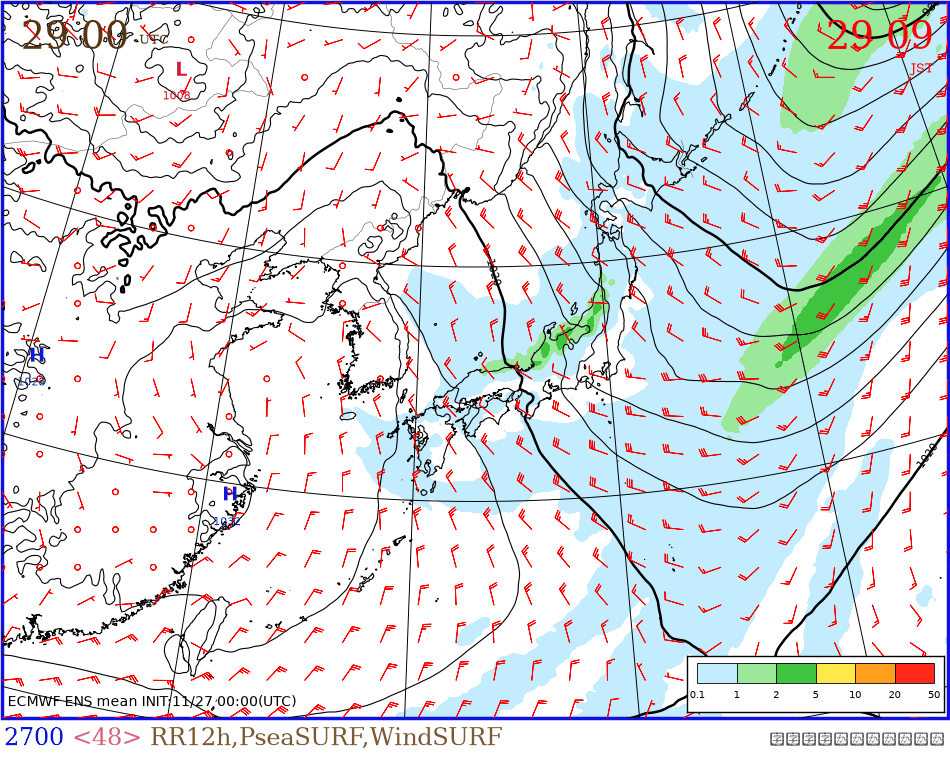 29 00 UTC
29 09
JST
L
1008
1020
H
1028
H
1032
1020
0.1 1 2 5 10 20 50
ECMWF ENS mean INIT:11/27 00:00(UTC)
2700 <48> RR12h,PseaSURF,WindSURF